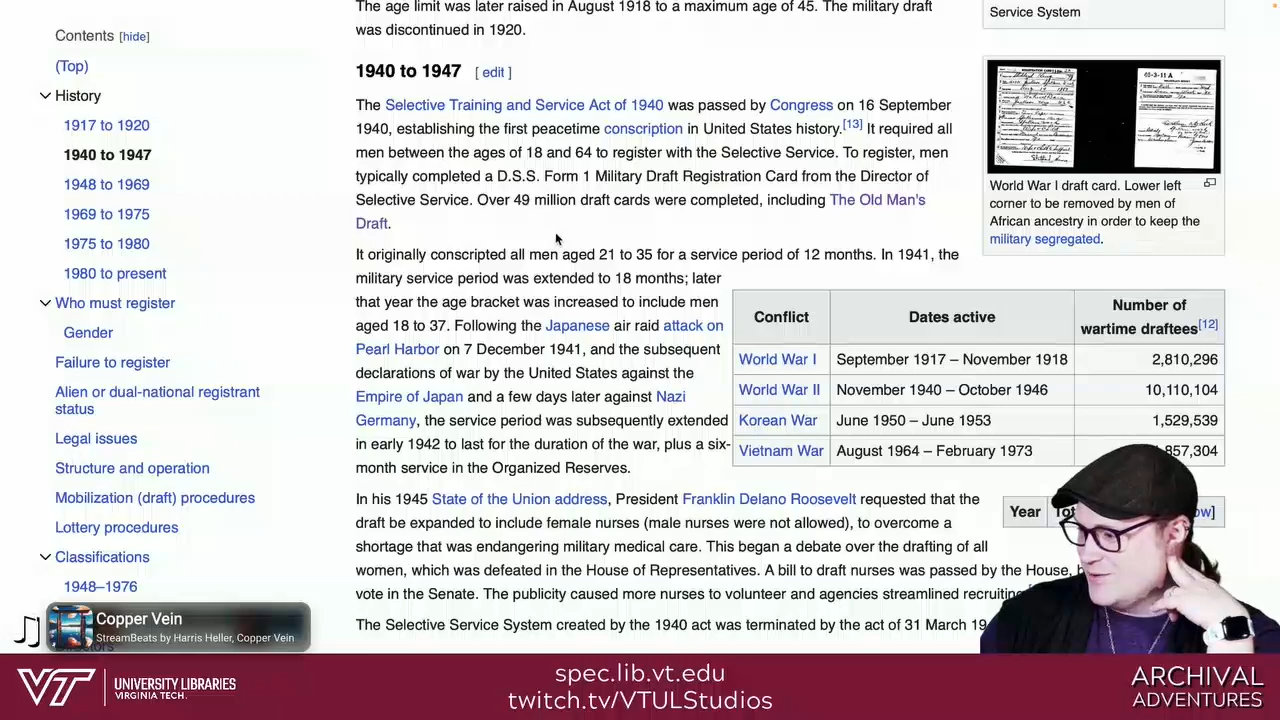 The age limit was later raised in August 1918 to a maximum age of 45. The military draft
was discontinued in 1920.
Service System
Contents [hide]
(Top)
History
1917 to 1920
1940 to 1947
1948 to 1969
1969 to 1975
1975 to 1980
1980 to present
Who must register
Gender
Failure to register
Alien or dual-national registrant
status
Legal issues
Structure and operation
Mobilization (draft) procedures
Lottery procedures
Classifications
1948–1976
1940 to 1947 [ edit ]
The Selective Training and Service Act of 1940 was passed by Congress on 16 September
1940, establishing the first peacetime conscription in United States history.[13] It required all
men between the ages of 18 and 64 to register with the Selective Service. To register, men
typically completed a D.S.S. Form 1 Military Draft Registration Card from the Director of
Selective Service. Over 49 million draft cards were completed, including The Old Man's
Draft.
World War I draft card. Lower left
corner to be removed by men of
African ancestry in order to keep the
military segregated.
It originally conscripted all men aged 21 to 35 for a service period of 12 months. In 1941, the
military service period was extended to 18 months; later
that year the age bracket was increased to include men
aged 18 to 37. Following the Japanese air raid attack on
Pearl Harbor on 7 December 1941, and the subsequent
declarations of war by the United States against the
Empire of Japan and a few days later against Nazi
Germany, the service period was subsequently extended
in early 1942 to last for the duration of the war, plus a six-
month service in the Organized Reserves.
Conflict Dates active Number of
wartime draftees[12]
World War I September 1917 – November 1918 2,810,296
World War II November 1940 – October 1946 10,110,104
Korean War June 1950 – June 1953 1,529,539
Vietnam War August 1964 – February 1973 857,304
Year
In his 1945 State of the Union address, President Franklin Delano Roosevelt requested that the
draft be expanded to include female nurses (male nurses were not allowed), to overcome a
shortage that was endangering military medical care. This began a debate over the drafting of all
women, which was defeated in the House of Representatives. A bill to draft nurses was passed by the House,
vote in the Senate. The publicity caused more nurses to volunteer and agencies streamlined recruiting
The Selective Service System created by the 1940 act was terminated by the act of 31 March 19
Copper Vein
StreamBeats by Harris Heller, Copper Vein
VT UNIVERSITY LIBRARIES
VIRGINIA TECH.
spec.lib.vt.edu
twitch.tv/VTULStudios
ARCHIVAL
ADVENTURES